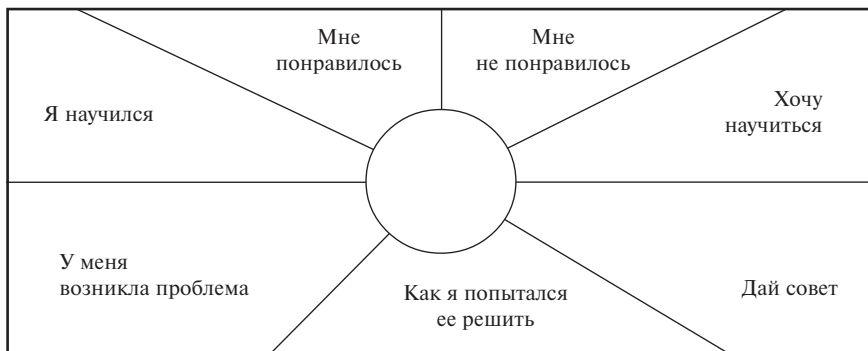 Мне
понравилось
Мне
не понравилось
Я научился
Хочу
научиться
У меня
возникла проблема
Как я попытался
ее решить
Дай совет